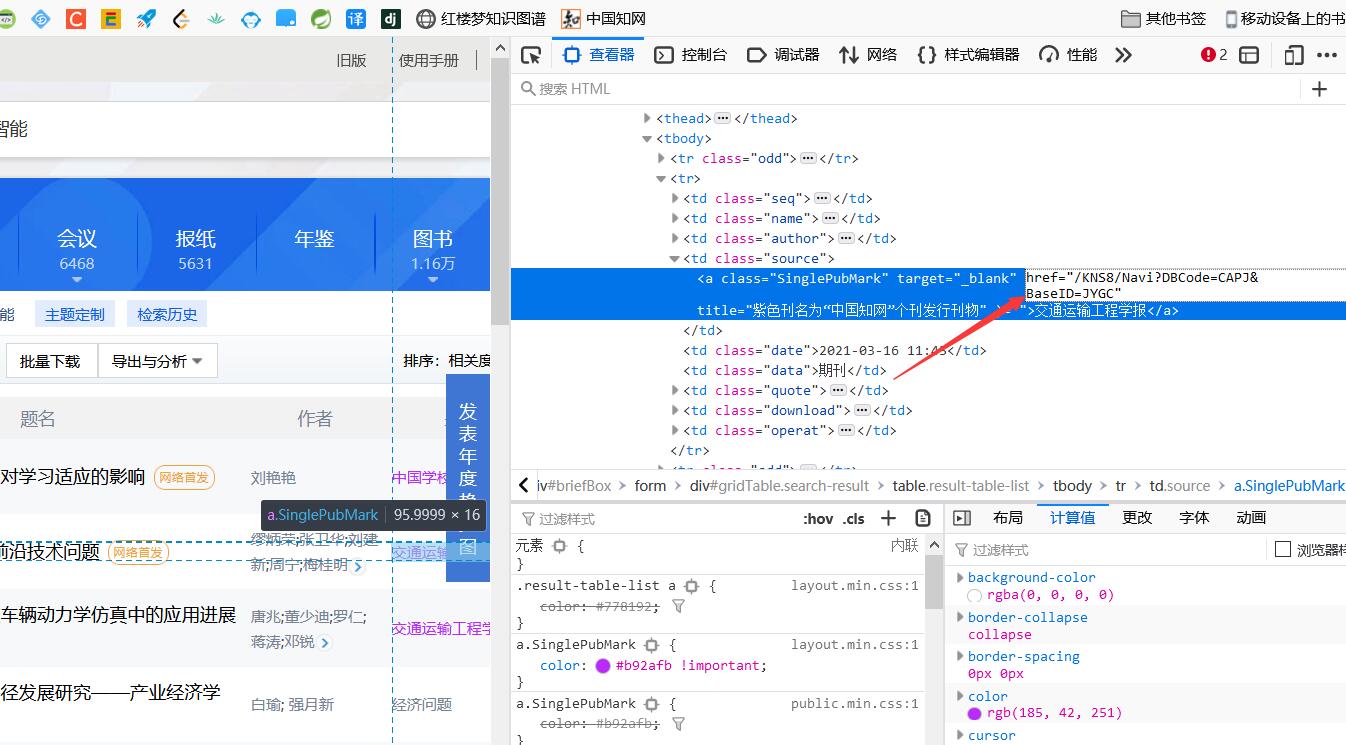 C
E
译
dj
红楼梦知识图谱
知
中国知网
其他书签
移动设备上的书
旧版
使用手册
智能
会议
6468
报纸
5631
年鉴
图书
1.16万
能
主题定制
检索历史
批量下载
导出与分析
排序：相关度
题名
作者
对学习适应的影响
网络首发
刘艳艳
中国学校
a.SinglePubMark
95.9999 × 16
缪炳荣;张卫华;刘建
新;周宁;梅桂明
前沿技术问题
网络首发
交通运输
车辆动力学仿真中的应用进展
唐兆;董少迪;罗仁;
蒋涛;邓锐
交通运输工程学
径发展研究——产业经济学
白瑜; 强月新
经济问题
发
表
年
度
趋
图
查看器
控制台
调试器
网络
样式编辑器
性能
2
搜索 HTML
<thead>···</thead>
<tbody>
<tr class="odd">···</tr>
<tr>
<td class="seq">···</td>
<td class="name">···</td>
<td class="author">···</td>
<td class="source">
<a class="SinglePubMark" target="_blank"
href="/KNS8/Navi?DBCode=CAPJ&
BaseID=JYGC"
title="紫色刊名为“中国知网”个刊发行刊物" >交通运输工程学报</a>
</td>
<td class="date">2021-03-16 11:43</td>
<td class="data">期刊</td>
<td class="quote">···</td>
<td class="download">···</td>
<td class="operat">···</td>
</tr>
<tr class="odd">···</tr>
iv#briefBox
form
div#gridTable.search-result
table.result-table-list
tbody
tr
td.source
a.SinglePubMark
过滤样式
:hov
.cls
元素
{
内联
}
.result-table-list a
{
layout.min.css:1
color: #778192;
}
a.SinglePubMark
{
layout.min.css:1
color: #b92afb !important;
}
a.SinglePubMark
{
public.min.css:1
color: #b92afb;
}
布局
计算值
更改
字体
动画
过滤样式
浏览器样
background-color
rgba(0, 0, 0, 0)
border-collapse
collapse
border-spacing
0px 0px
color
rgb(185, 42, 251)
cursor